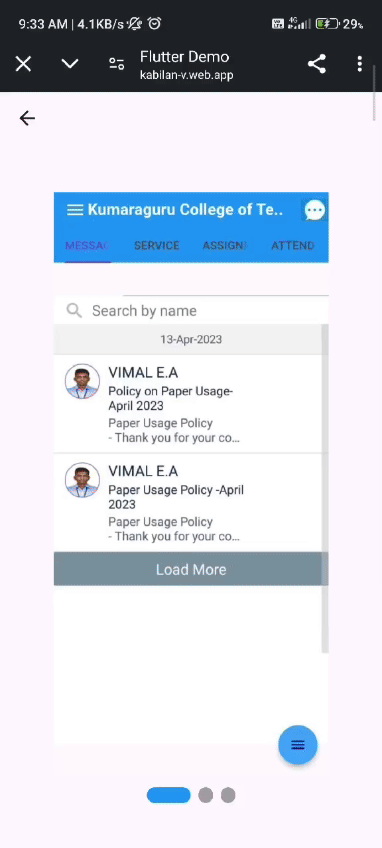 9:33 AM | 4.1KB/s
4G
29%
Flutter Demo
kabilan-v.web.app
Kumaraguru College of Te..
MESSAG SERVICE ASSIGN ATTEND
Search by name
13-Apr-2023
VIMAL E.A
Policy on Paper Usage-
April 2023
Paper Usage Policy
- Thank you for your co...
VIMAL E.A
Paper Usage Policy -April
2023
Paper Usage Policy
- Thank you for your co...
Load More